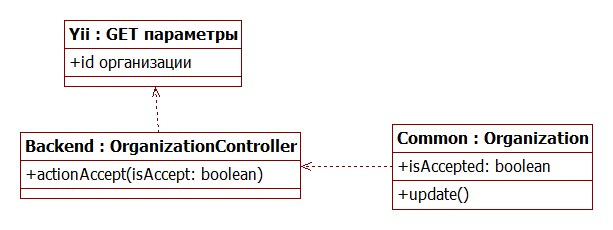 Yii : GET параметры
+id организации
Backend : OrganizationController
+actionAccept(isAccept: boolean)
Common : Organization
+isAccepted: boolean
+update()